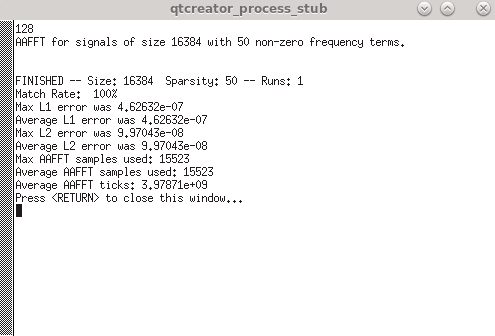 qtcreator_process_stub
128
AAFFT for signals of size 16384 with 50 non-zero frequency terms.
FINISHED -- Size: 16384  Sparsity: 50 -- Runs: 1
Match Rate:  100%
Max L1 error was 4.62632e-07
Average L1 error was 4.62632e-07
Max L2 error was 9.97043e-08
Average L2 error was 9.97043e-08
Max AAFFT samples used: 15523
Average AAFFT samples used: 15523
Average AAFFT ticks: 3.97871e+09
Press <RETURN> to close this window...